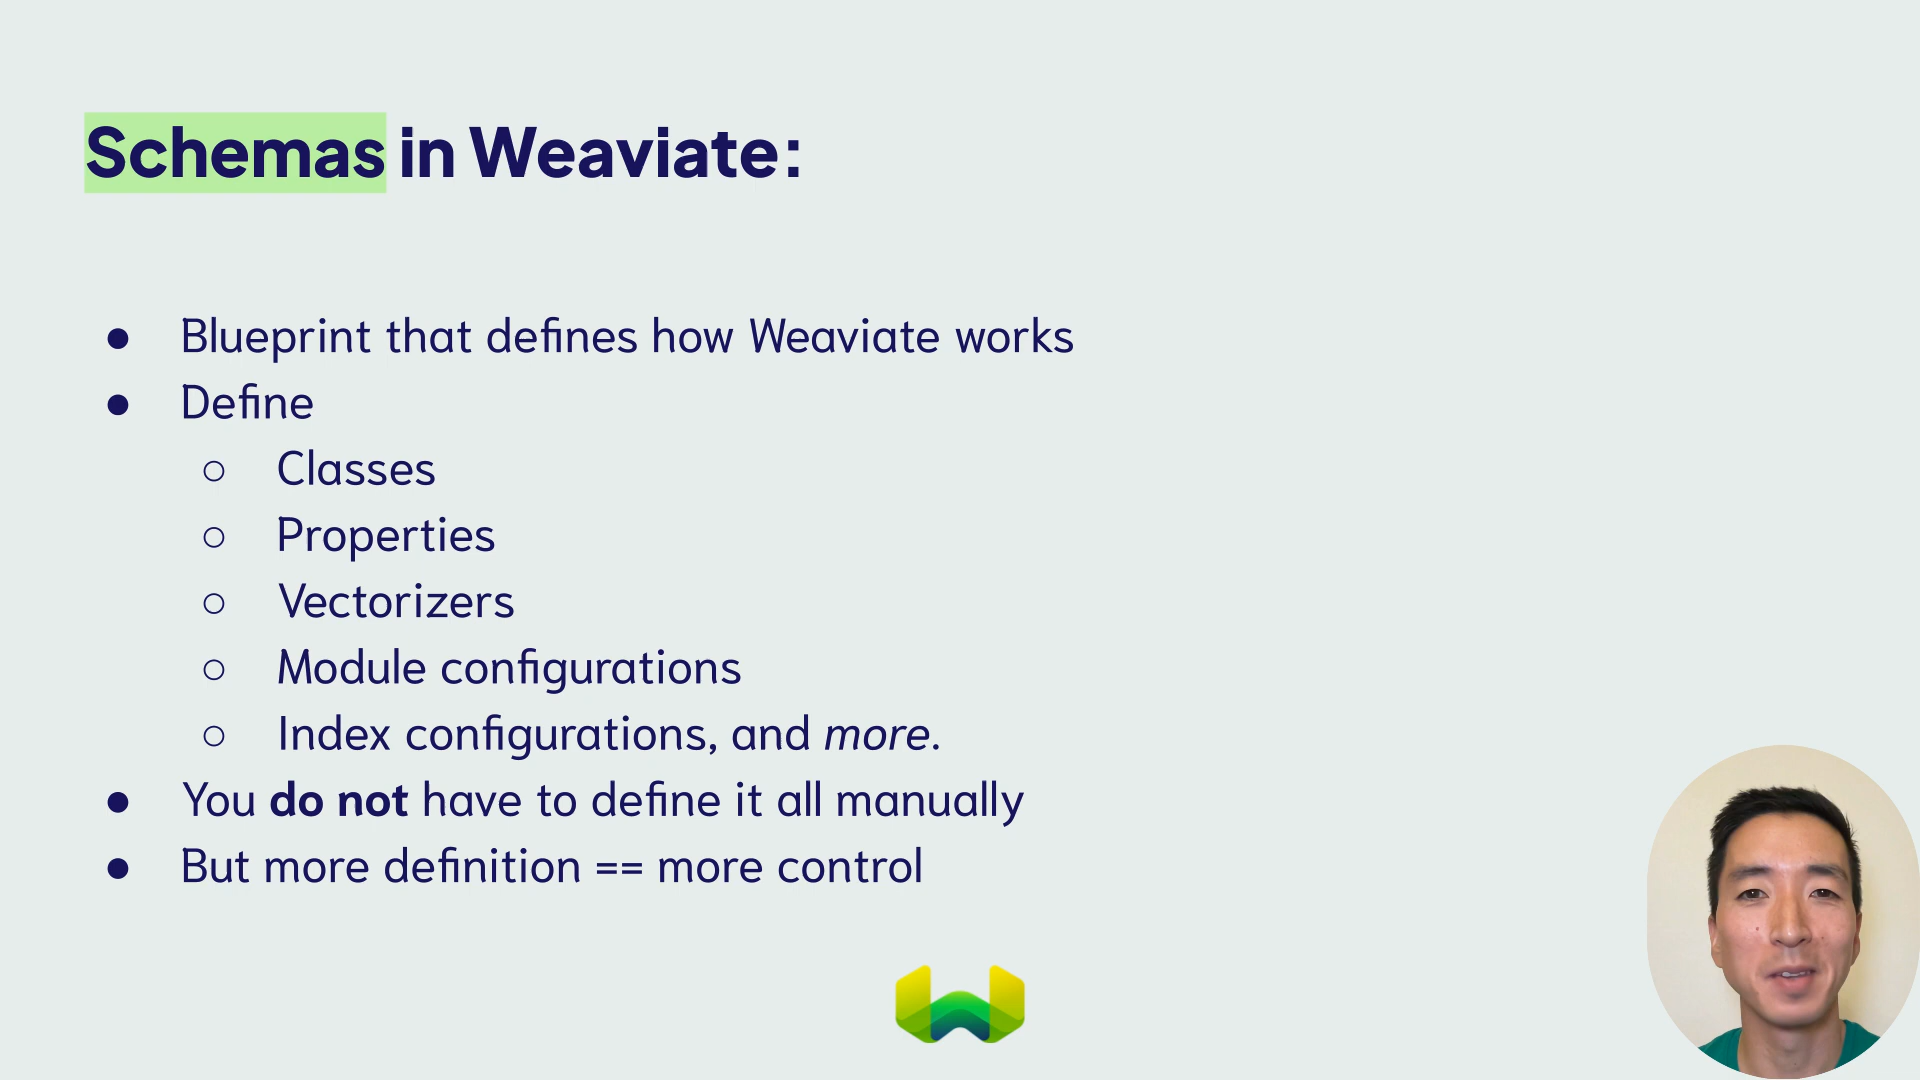 Schemas in Weaviate:
● Blueprint that defines how Weaviate works
● Define
○ Classes
○ Properties
○ Vectorizers
○ Module configurations
○ Index configurations, and more.
● You do not have to define it all manually
● But more definition == more control